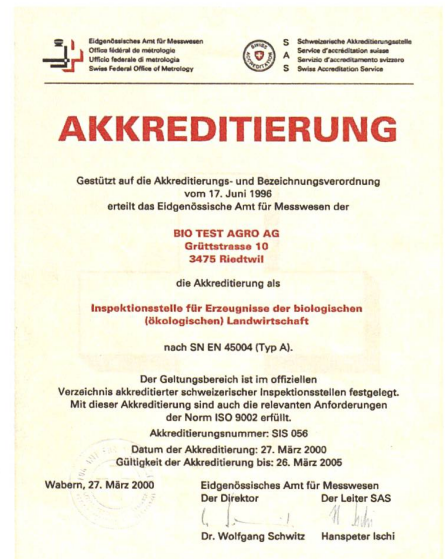 Eidgenössisches Amt für Messwesen
Office fédéral de métrologie
Ufficio federale di metrologia
Swiss Federal Office of Metrology
SWISS ACCREDITATION
S Schweizerische Akkreditierungsstelle
Service d'accréditation suisse
A Servizio d'accreditamento svizzero
S Swiss Accreditation Service
AKKREDITIERUNG
Gestützt auf die Akkreditierungs- und Bezeichnungsverordnung
vom 17. Juni 1996
erteilt das Eidgenössische Amt für Messwesen der
BIO TEST AGRO AG
Grüttstrasse 10
3475 Riedtwil
die Akkreditierung als
Inspektionsstelle für Erzeugnisse der biologischen
(ökologischen) Landwirtschaft
nach SN EN 45004 (Typ A).
Der Geltungsbereich ist im offiziellen
Verzeichnis akkreditierter schweizerischer Inspektionsstellen festgelegt.
Mit dieser Akkreditierung sind auch die relevanten Anforderungen
der Norm ISO 9002 erfüllt.
Akkreditierungsnummer: SIS 056
Datum der Akkreditierung: 27. März 2000
Gültigkeit der Akkreditierung bis: 26. März 2005
Wabern, 27. März 2000
Eidgenössisches Amt für Messwesen
Der Direktor Der Leiter SAS
Dr. Wolfgang Schwitz Hanspeter Ischi